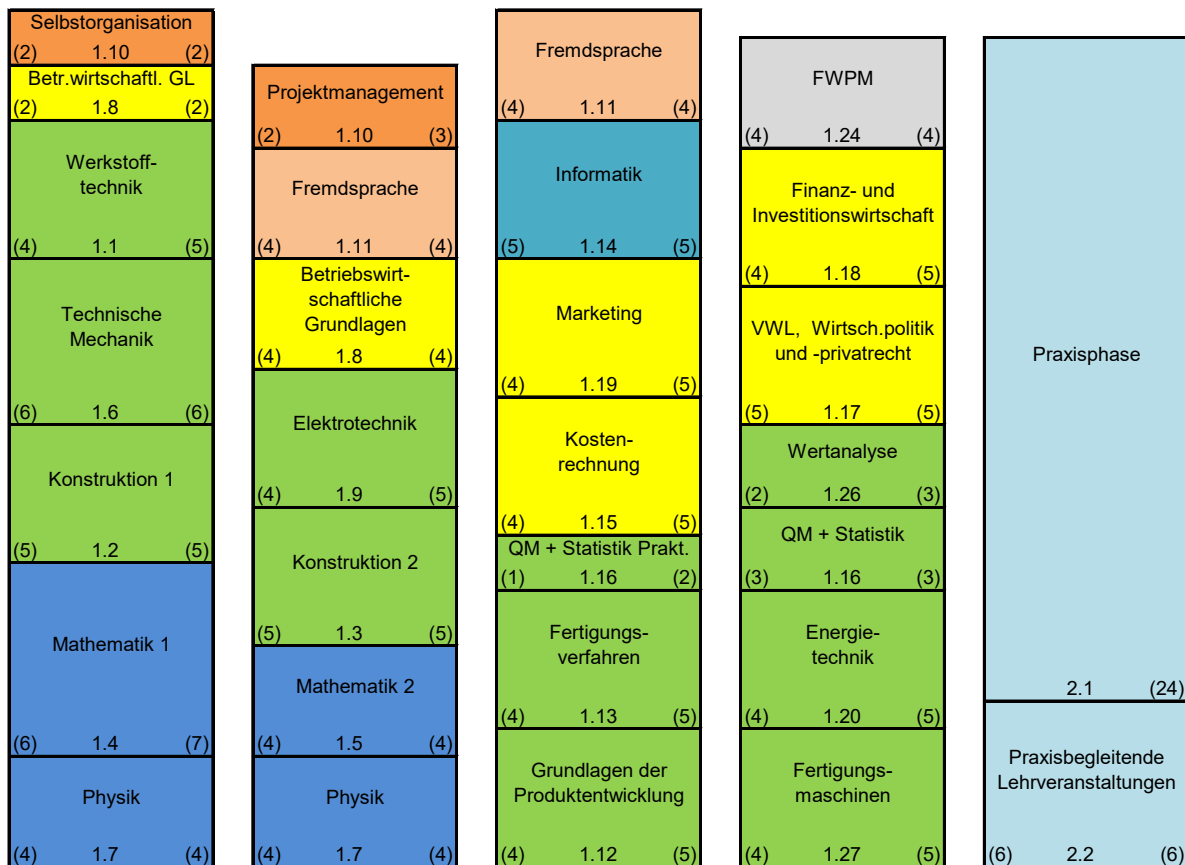 Selbstorganisation
(2) 1.10 (2)
Betr.wirtschaftl. GL
(2) 1.8 (2)
Werkstoff-
technik
(4) 1.1 (5)
Technische
Mechanik
(6) 1.6 (6)
Konstruktion 1
(5) 1.2 (5)
Mathematik 1
(6) 1.4 (7)
Physik
(4) 1.7 (4)
Projektmanagement
(2) 1.10 (3)
Fremdsprache
(4) 1.11 (4)
Betriebswirt-
schaftliche
Grundlagen
(4) 1.8 (4)
Elektrotechnik
(4) 1.9 (5)
Konstruktion 2
(5) 1.3 (5)
Mathematik 2
(4) 1.5 (4)
Physik
(4) 1.7 (4)
Fremdsprache
(4) 1.11 (4)
Informatik
(5) 1.14 (5)
Marketing
(4) 1.19 (5)
Kosten-
rechnung
(4) 1.15 (5)
QM + Statistik Prakt.
(1) 1.16 (2)
Fertigungs-
verfahren
(4) 1.13 (5)
Grundlagen der
Produktentwicklung
(4) 1.12 (5)
FWPM
(4) 1.24 (4)
Finanz- und
Investitionswirtschaft
(4) 1.18 (5)
VWL, Wirtsch.politik
und -privatrecht
(5) 1.17 (5)
Wertanalyse
(2) 1.26 (3)
QM + Statistik
(3) 1.16 (3)
Energie-
technik
(4) 1.20 (5)
Fertigungs-
maschinen
(4) 1.27 (5)
Praxisphase
2.1 (24)
Praxisbegleitende
Lehrveranstaltungen
(6) 2.2 (6)